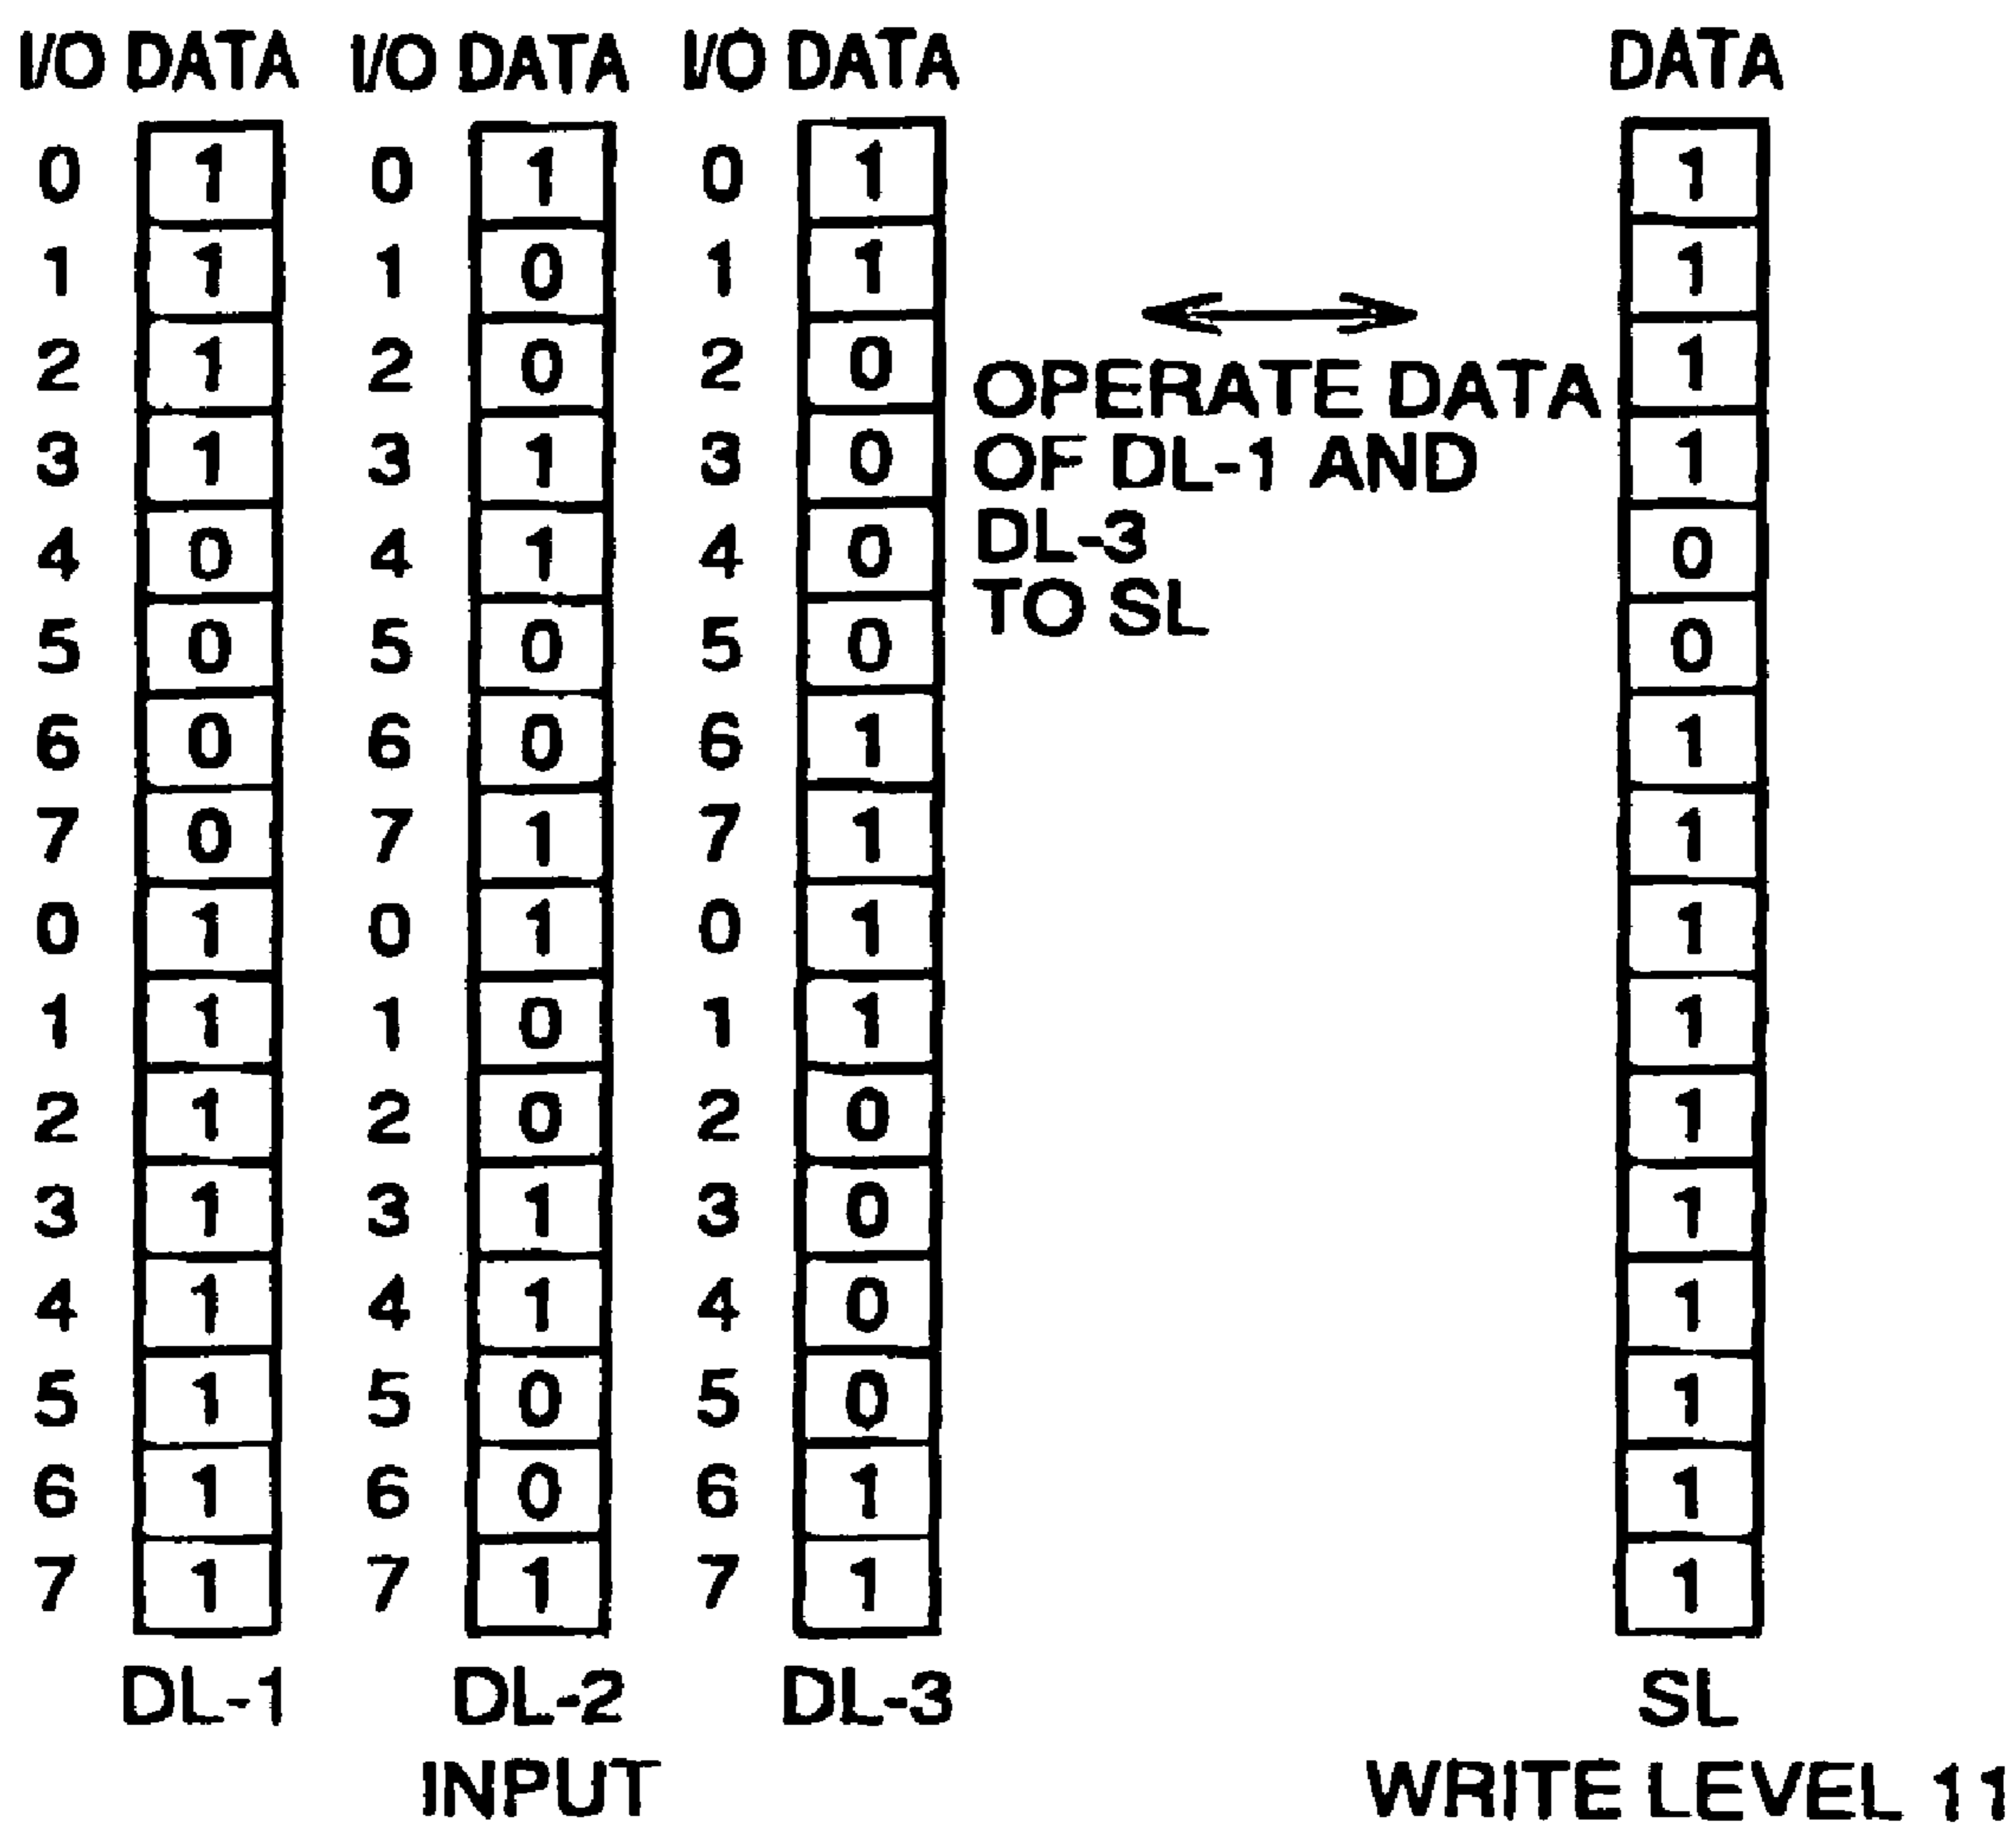 I/O DATA I/O DATA I/O DATA DATA
0 1 0 1 0 1 1
1 1 1 0 1 1 1
2 1 2 0 2 0 1
3 1 3 1 3 0 1
4 0 4 1 4 0 0
5 0 5 0 5 0 0
6 0 6 0 6 1 1
7 0 7 1 7 1 1
0 1 0 1 0 1 1
1 1 1 0 1 1 1
2 1 2 0 2 0 1
3 1 3 1 3 0 1
4 1 4 1 4 0 1
5 1 5 0 5 0 1
6 1 6 0 6 1 1
7 1 7 1 7 1 1
OPERATE DATA
OF DL-1 AND
DL-3
TO SL
DL-1 DL-2 DL-3 SL
INPUT WRITE LEVEL 11